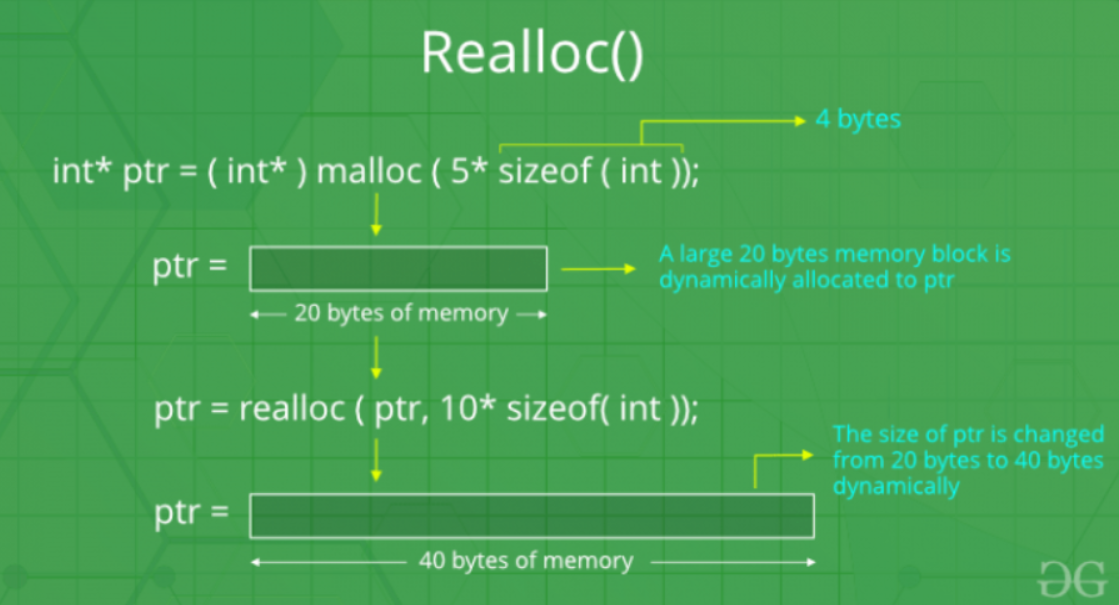 Realloc()
4 bytes
int* ptr = ( int* ) malloc ( 5* sizeof ( int ));
ptr =
A large 20 bytes memory block is
dynamically allocated to ptr
20 bytes of memory
ptr = realloc ( ptr, 10* sizeof( int ));
The size of ptr is changed
from 20 bytes to 40 bytes
dynamically
ptr =
40 bytes of memory